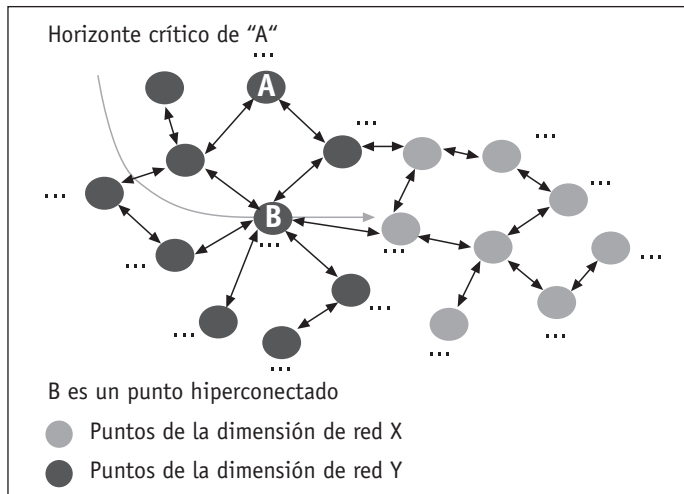 Horizonte crítico de “A“
A
B
B es un punto hiperconectado
Puntos de la dimensión de red X
Puntos de la dimensión de red Y